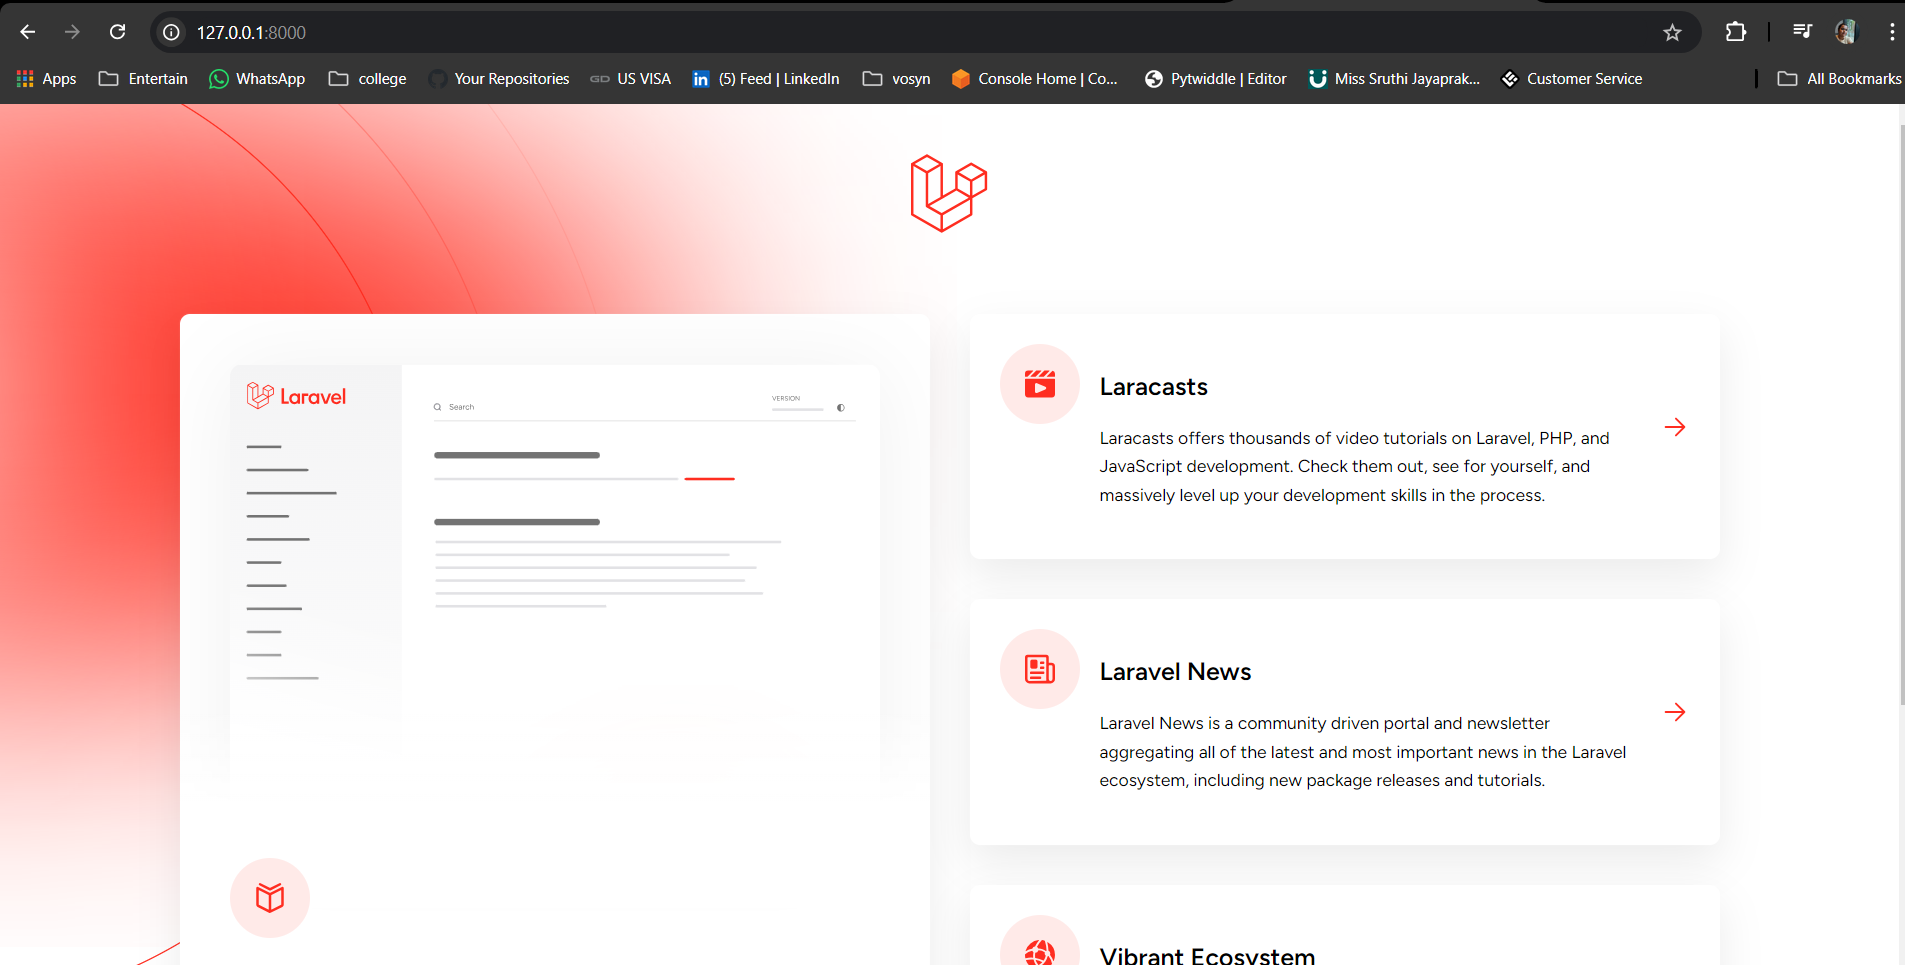 127.0.0.1:8000
Apps
Entertain
WhatsApp
college
Your Repositories
GD US VISA
in (5) Feed | LinkedIn
vosyn
Console Home | Co...
Pytwiddle | Editor
Miss Sruthi Jayaprak...
Customer Service
All Bookmarks
Laravel
Search
VERSION
Laracasts
Laracasts offers thousands of video tutorials on Laravel, PHP, and
JavaScript development. Check them out, see for yourself, and
massively level up your development skills in the process.
Laravel News
Laravel News is a community driven portal and newsletter
aggregating all of the latest and most important news in the Laravel
ecosystem, including new package releases and tutorials.
Vibrant Ecosystem